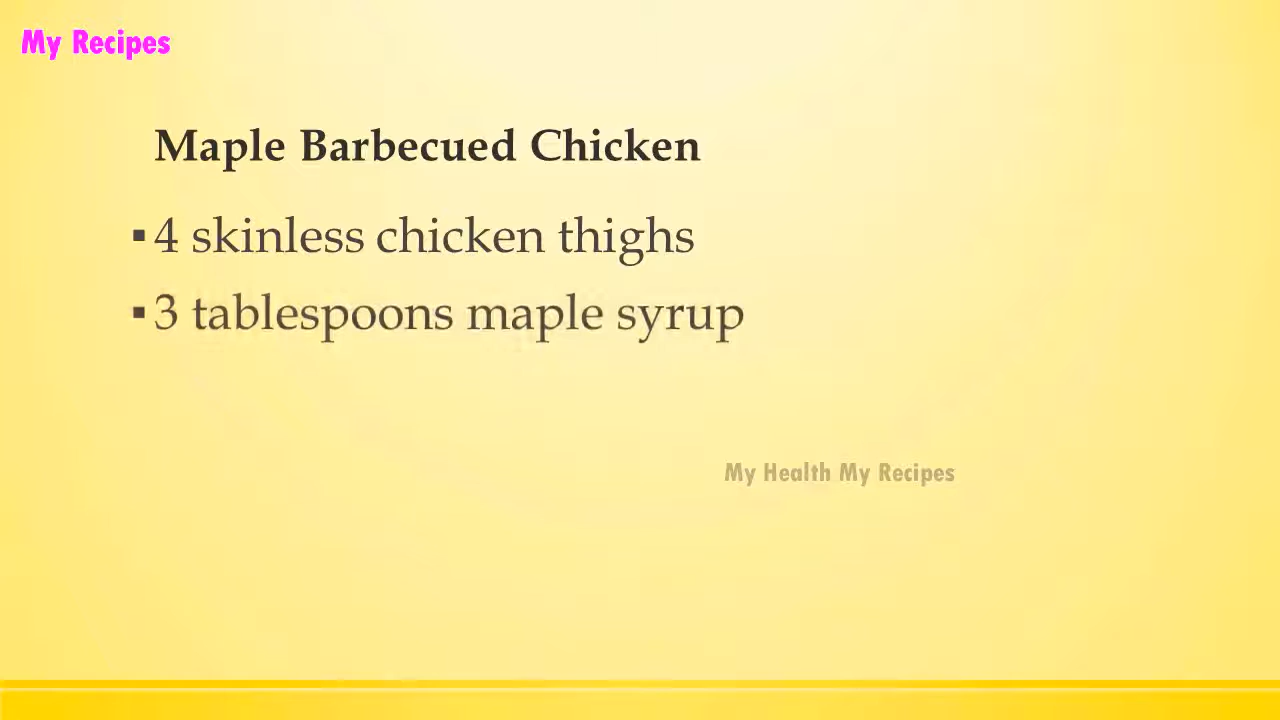 My Recipes
Maple Barbecued Chicken
▪4 skinless chicken thighs
▪3 tablespoons maple syrup
My Health My Recipes